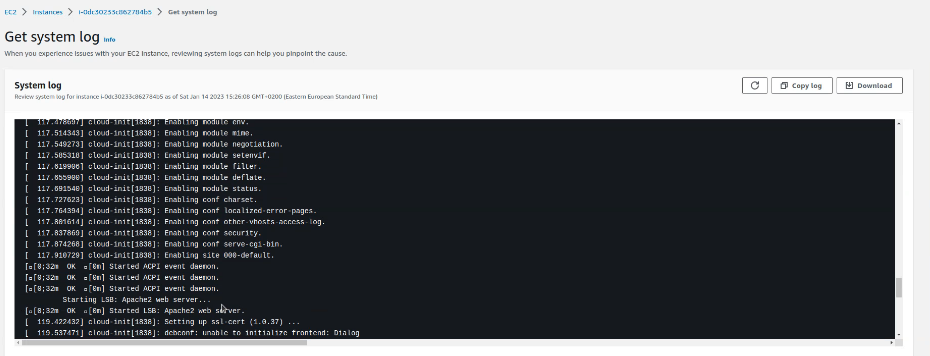 EC2 > Instances > i-0dc30233c862784b5 > Get system log
Get system log Info
When you experience issues with your EC2 instance, reviewing system logs can help you pinpoint the cause.
System log
Review system log for instance i-0dc30233c862784b5 as of Sat Jan 14 2023 15:26:08 GMT+0200 (Eastern European Standard Time)
Copy log
Download
[ 117.478697] cloud-init[1838]: Enabling module env.
[ 117.514343] cloud-init[1838]: Enabling module mime.
[ 117.549273] cloud-init[1838]: Enabling module negotiation.
[ 117.585318] cloud-init[1838]: Enabling module setenvif.
[ 117.619906] cloud-init[1838]: Enabling module filter.
[ 117.655900] cloud-init[1838]: Enabling module deflate.
[ 117.691540] cloud-init[1838]: Enabling module status.
[ 117.727623] cloud-init[1838]: Enabling conf charset.
[ 117.764394] cloud-init[1838]: Enabling conf localized-error-pages.
[ 117.801614] cloud-init[1838]: Enabling conf other-vhosts-access-log.
[ 117.837869] cloud-init[1838]: Enabling conf security.
[ 117.874268] cloud-init[1838]: Enabling conf serve-cgi-bin.
[ 117.910729] cloud-init[1838]: Enabling site 000-default.
[▫[0;32m OK ▫[0m] Started ACPI event daemon.
[▫[0;32m OK ▫[0m] Started ACPI event daemon.
[▫[0;32m OK ▫[0m] Started ACPI event daemon.
Starting LSB: Apache2 web server...
[▫[0;32m OK ▫[0m] Started LSB: Apache2 web server.
[ 119.422432] cloud-init[1838]: Setting up ssl-cert (1.0.37) ...
[ 119.537471] cloud-init[1838]: debconf: unable to initialize frontend: Dialog